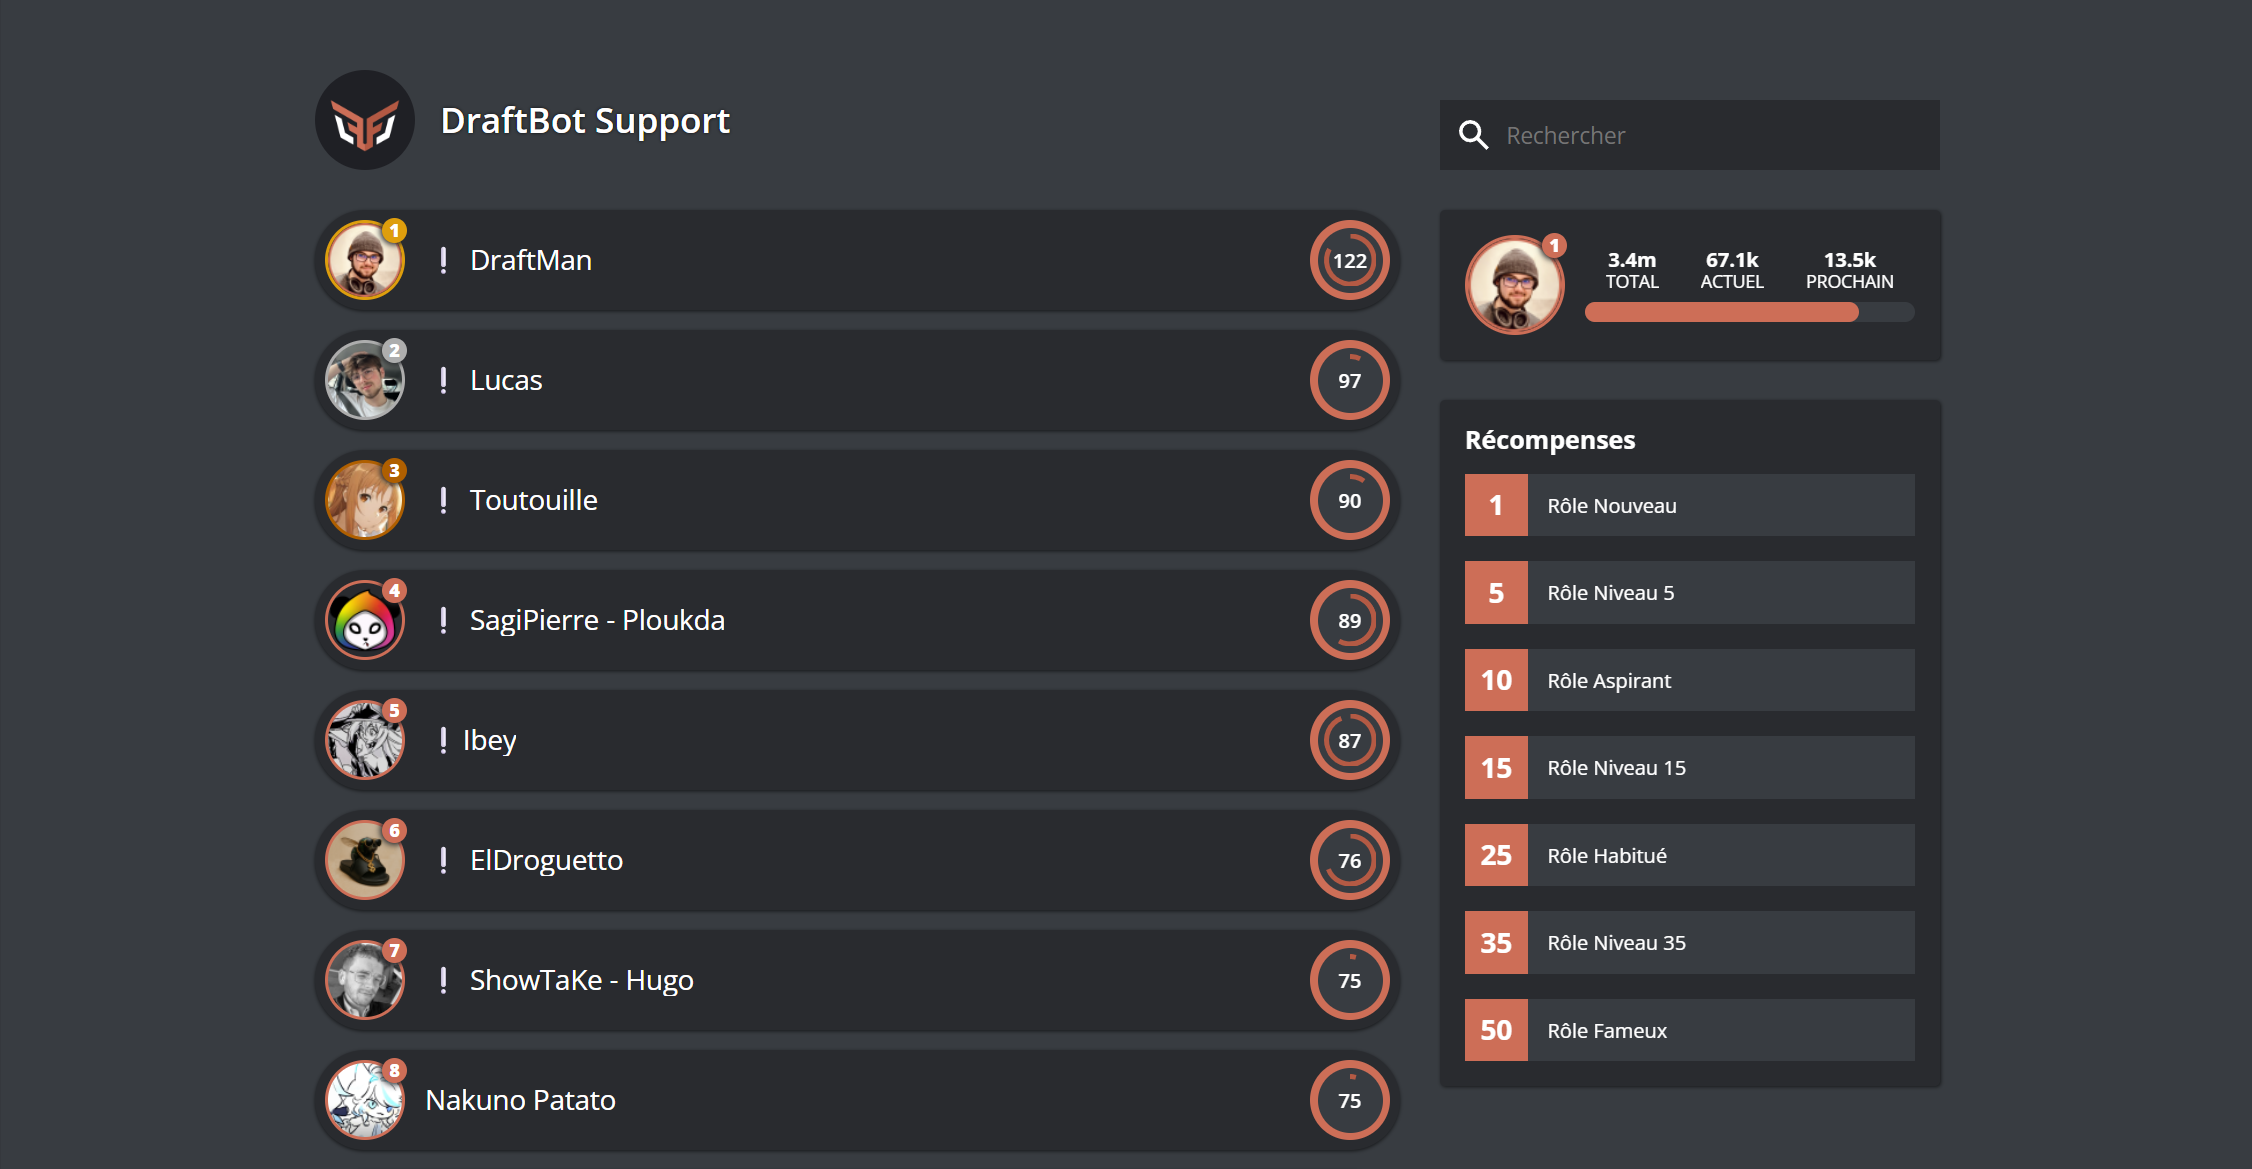 DraftBot Support
Rechercher
1
❗ DraftMan
122
2
❗ Lucas
97
3
❗ Toutouille
90
4
❗ SagiPierre - Ploukda
89
5
❗ Ibey
87
6
❗ ElDroguetto
76
7
❗ ShowTaKe - Hugo
75
8
Nakuno Patato
75
1
3.4m 67.1k 13.5k
TOTAL ACTUEL PROCHAIN
Récompenses
1 Rôle Nouveau
5 Rôle Niveau 5
10 Rôle Aspirant
15 Rôle Niveau 15
25 Rôle Habitué
35 Rôle Niveau 35
50 Rôle Fameux